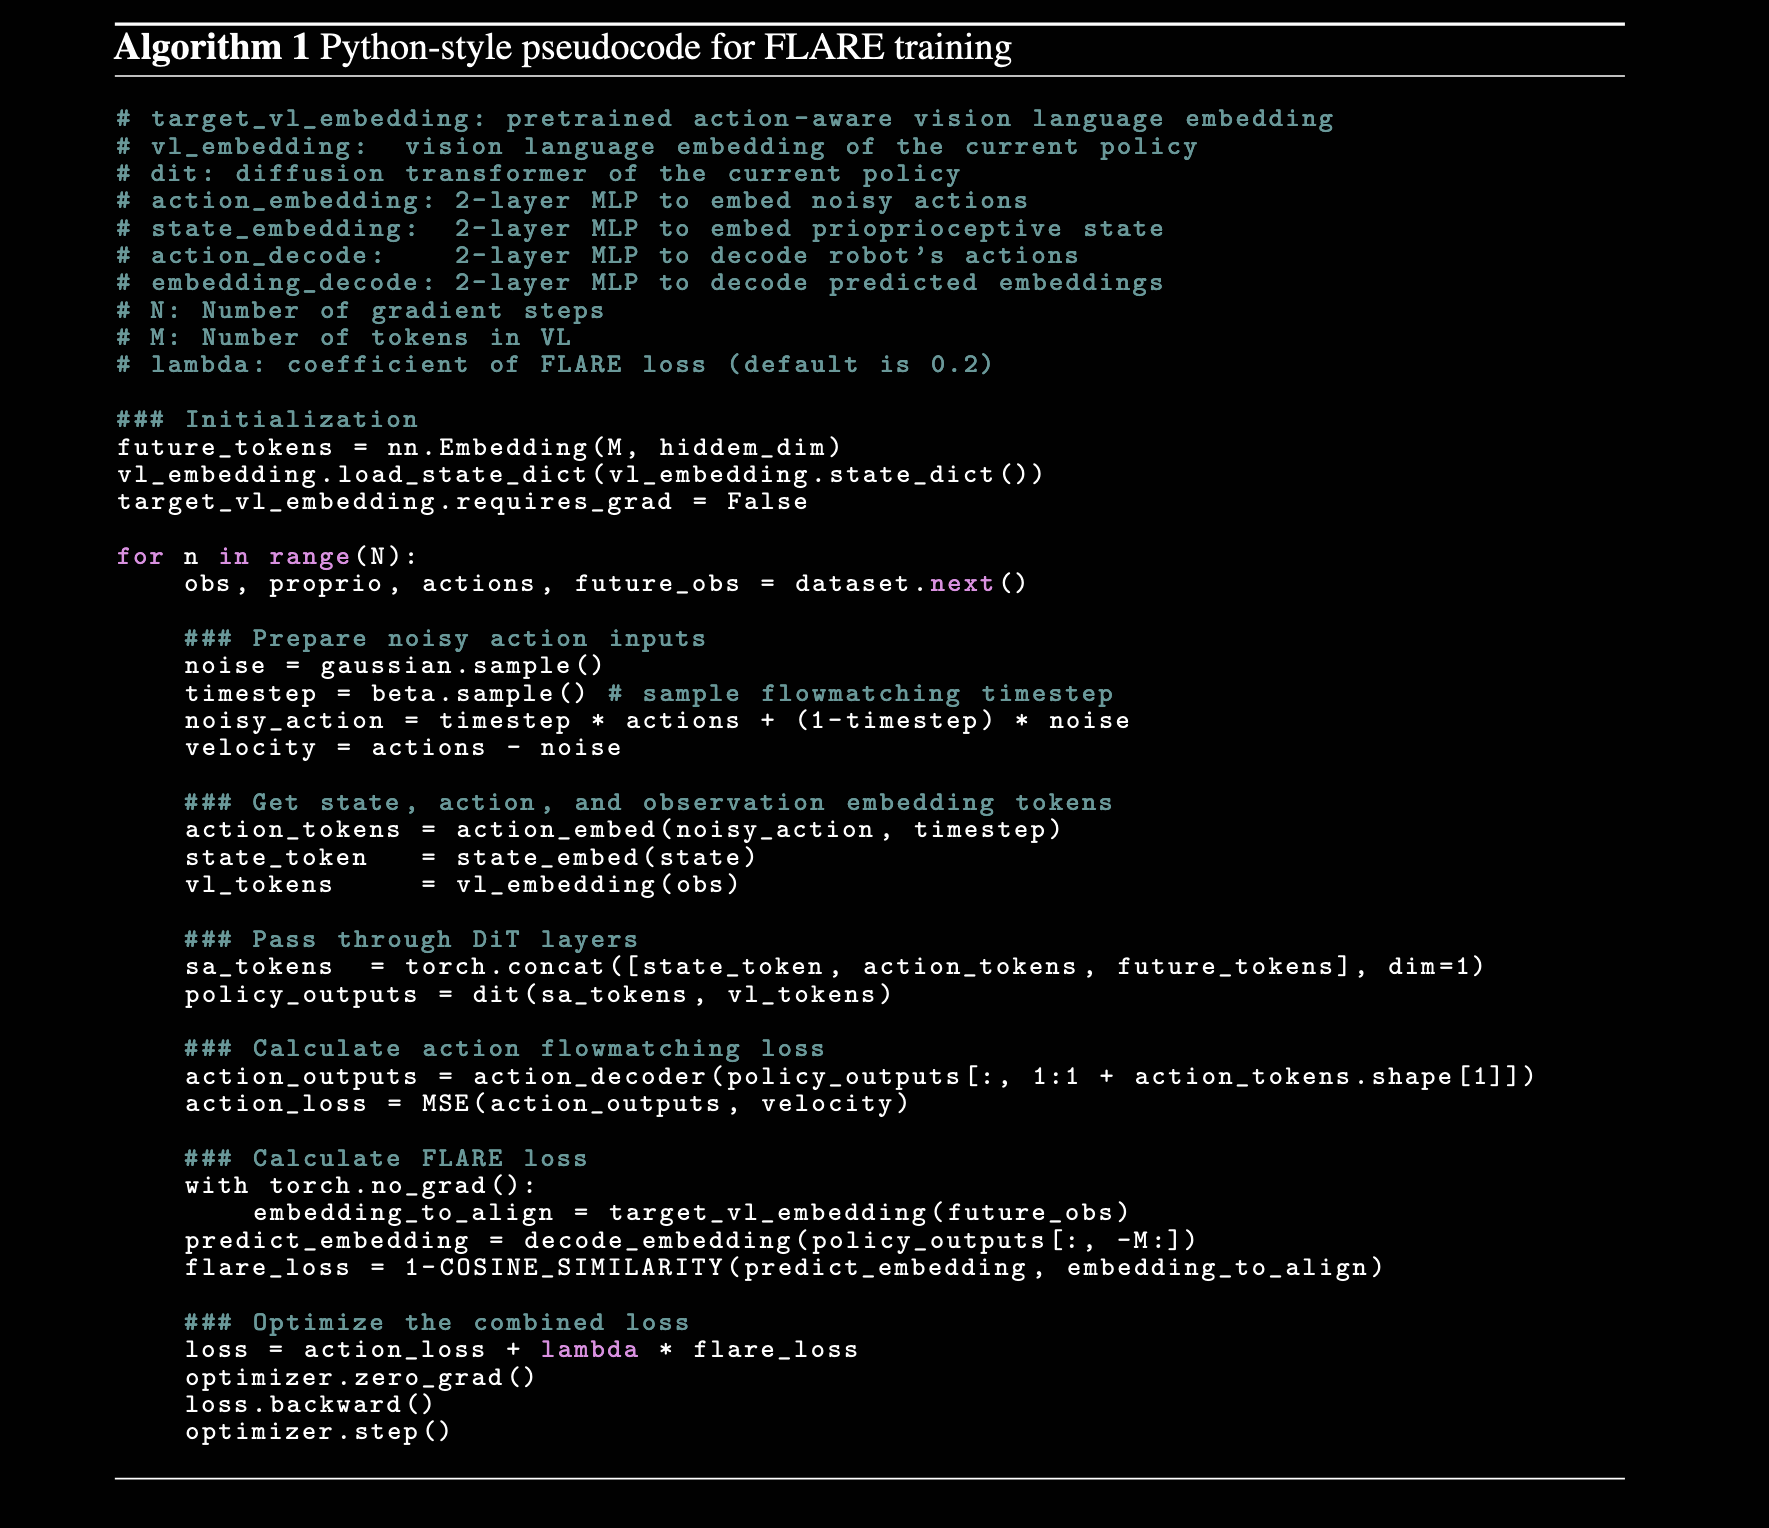 Algorithm 1 Python-style pseudocode for FLARE training
# target_vl_embedding: pretrained action-aware vision language embedding
# vl_embedding:  vision language embedding of the current policy
# dit: diffusion transformer of the current policy
# action_embedding: 2-layer MLP to embed noisy actions
# state_embedding:  2-layer MLP to embed prioprioceptive state
# action_decode:    2-layer MLP to decode robot's actions
# embedding_decode: 2-layer MLP to decode predicted embeddings
# N: Number of gradient steps
# M: Number of tokens in VL
# lambda: coefficient of FLARE loss (default is 0.2)
### Initialization
future_tokens = nn.Embedding(M, hiddem_dim)
vl_embedding.load_state_dict(vl_embedding.state_dict())
target_vl_embedding.requires_grad = False
for n in range(N):
    obs, proprio, actions, future_obs = dataset.next()
    ### Prepare noisy action inputs
    noise = gaussian.sample()
    timestep = beta.sample() # sample flowmatching timestep
    noisy_action = timestep * actions + (1-timestep) * noise
    velocity = actions - noise
    ### Get state, action, and observation embedding tokens
    action_tokens = action_embed(noisy_action, timestep)
    state_token   = state_embed(state)
    vl_tokens     = vl_embedding(obs)
    ### Pass through DiT layers
    sa_tokens  = torch.concat([state_token, action_tokens, future_tokens], dim=1)
    policy_outputs = dit(sa_tokens, vl_tokens)
    ### Calculate action flowmatching loss
    action_outputs = action_decoder(policy_outputs[:, 1:1 + action_tokens.shape[1]])
    action_loss = MSE(action_outputs, velocity)
    ### Calculate FLARE loss
    with torch.no_grad():
        embedding_to_align = target_vl_embedding(future_obs)
    predict_embedding = decode_embedding(policy_outputs[:, -M:])
    flare_loss = 1-COSINE_SIMILARITY(predict_embedding, embedding_to_align)
    ### Optimize the combined loss
    loss = action_loss + lambda * flare_loss
    optimizer.zero_grad()
    loss.backward()
    optimizer.step()